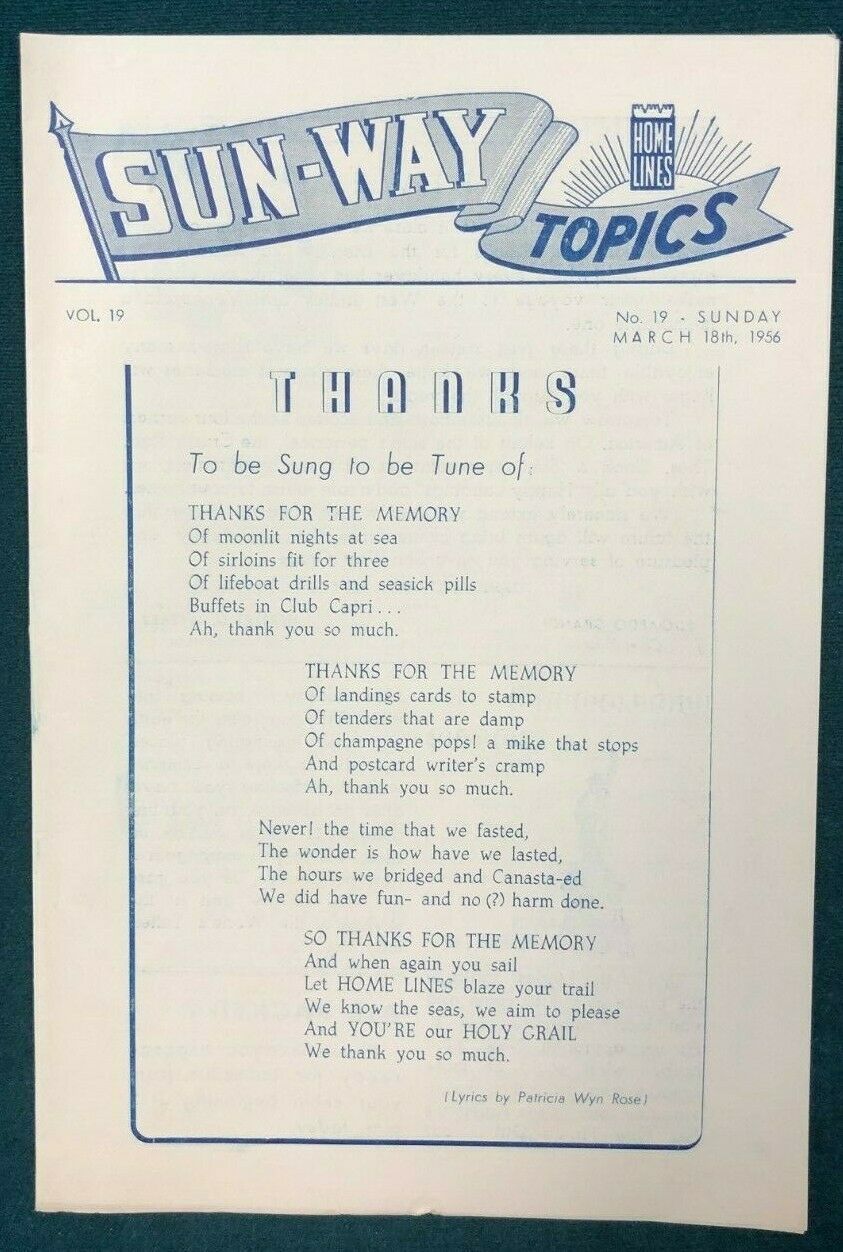 SUN-WAY
HOME
LINES
TOPICS
VOL. 19
No. 19 - SUNDAY
MARCH 18th, 1956
THANKS
To be Sung to be Tune of:
THANKS FOR THE MEMORY
Of moonlit nights at sea
Of sirloins fit for three
Of lifeboat drills and seasick pills
Buffets in Club Capri...
Ah, thank you so much.
THANKS FOR THE MEMORY
Of landings cards to stamp
Of tenders that are damp
Of champagne pops! a mike that stops
And postcard writer's cramp
Ah, thank you so much.
Never! the time that we fasted,
The wonder is how have we lasted,
The hours we bridged and Canasta-ed
We did have fun- and no (?) harm done.
SO THANKS FOR THE MEMORY
And when again you sail
Let HOME LINES blaze your trail
We know the seas, we aim to please
And YOU'RE our HOLY GRAIL
We thank you so much.
(Lyrics by Patricia Wyn Rose)